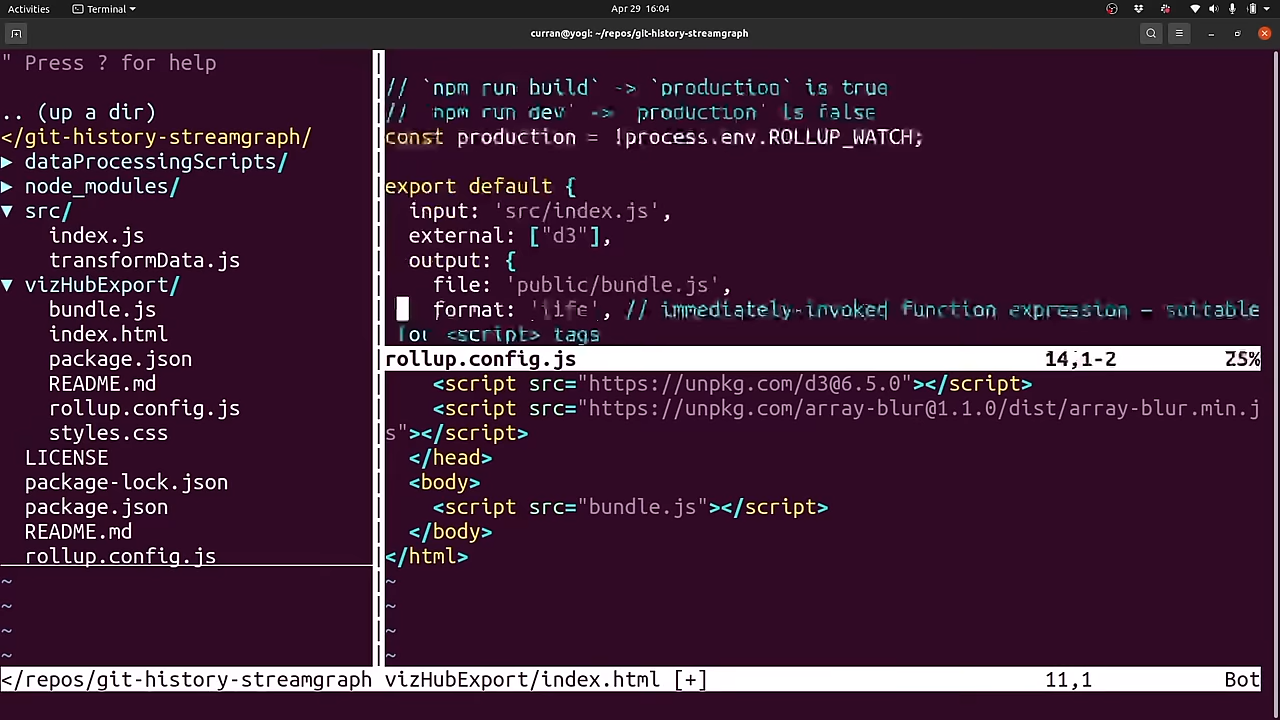 Activities
Terminal
Apr 29 16:04
curran@yogi: ~/repos/git-history-streamgraph
" Press ? for help
.. (up a dir)
</git-history-streamgraph/
▶ dataProcessingScripts/
▶ node_modules/
▼ src/
index.js
transformData.js
▼ vizHubExport/
bundle.js
index.html
package.json
README.md
rollup.config.js
styles.css
LICENSE
package-lock.json
package.json
README.md
rollup.config.js
~
~
~
~
</repos/git-history-streamgraph
// `npm run build` -> `production` is true
// `npm run dev` -> `production` is false
const production = !process.env.ROLLUP_WATCH;
export default {
input: 'src/index.js',
external: ["d3"],
output: {
file: 'public/bundle.js',
format: 'iife', // immediately-invoked function expression — suitable
<script> tags
rollup.config.js 14,1-2 25%
<script src="https://unpkg.com/d3@6.5.0"></script>
<script src="https://unpkg.com/array-blur@1.1.0/dist/array-blur.min.j
s"></script>
</head>
<body>
<script src="bundle.js"></script>
</body>
</html>
~
~
~
~
vizHubExport/index.html [+] 11,1 Bot